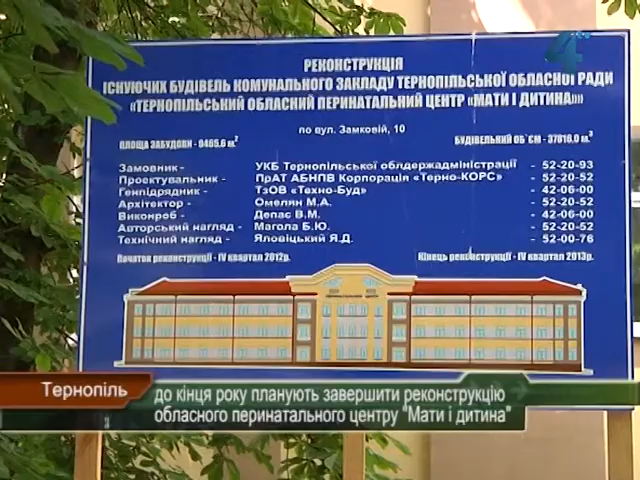 4
РЕКОНСТРУКЦІЯ
ІСНУЮЧИХ БУДІВЕЛЬ КОМУНАЛЬНОГО ЗАКЛАДУ ТЕРНОПІЛЬСЬКОЇ ОБЛАСНОЇ РАДИ
«ТЕРНОПІЛЬСЬКИЙ ОБЛАСНИЙ ПЕРИНАТАЛЬНИЙ ЦЕНТР «МАТИ І ДИТИНА»»
по вул. Замковій, 10
ПЛОЩА ЗАБУДОВИ - 9465,6 м² БУДІВЕЛЬНИЙ ОБ'ЄМ - 37816,0 м³
Замовник - УКБ Тернопільської облдержадміністрації - 52-20-93
Проектувальник - ПрАТ АБНПВ Корпорація «Терно-КОРС» - 52-20-52
Генпідрядник - ТзОВ «Техно-Буд» - 42-06-00
Архітектор - Омелян М.А. - 52-20-52
Виконроб - Депас В.М. - 42-06-00
Авторський нагляд - Магола Б.Ю. - 52-20-52
Технічний нагляд - Яловіцький Я.Д. - 52-00-76
Початок реконструкції - IV квартал 2012р. Кінець реконструкції - IV квартал 2013р.
Тернопіль
до кінця року планують завершити реконструкцію
обласного перинатального центру "Мати і дитина"